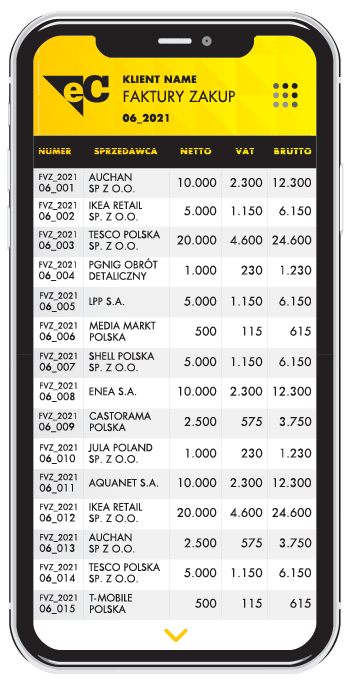 eC
KLIENT NAME
FAKTURY ZAKUP
06_2021
NUMER SPRZEDAWCA NETTO VAT BRUTTO
FVZ_2021 AUCHAN
06_001 SP Z O.O. 10.000 2.300 12.300
FVZ_2021 IKEA RETAIL
06_002 SP. Z O.O. 5.000 1.150 6.150
FVZ_2021 TESCO POLSKA
06_003 SP. Z O.O. 20.000 4.600 24.600
FVZ_2021 PGNIG OBRÓT
06_004 DETALICZNY 1.000 230 1.230
FVZ_2021
06_005 LPP S.A. 5.000 1.150 6.150
FVZ_2021 MEDIA MARKT
06_006 POLSKA 500 115 615
FVZ_2021 SHELL POLSKA
06_007 SP. Z O.O. 5.000 1.150 6.150
FVZ_2021
06_008 ENEA S.A. 10.000 2.300 12.300
FVZ_2021 CASTORAMA
06_009 POLSKA 2.500 575 3.750
FVZ_2021 JULA POLAND
06_010 SP. Z O.O. 1.000 230 1.230
FVZ_2021
06_011 AQUANET S.A. 10.000 2.300 12.300
FVZ_2021 IKEA RETAIL
06_012 SP. Z O.O. 20.000 4.600 24.600
FVZ_2021 AUCHAN
06_013 SP Z O.O. 2.500 575 3.750
FVZ_2021 TESCO POLSKA
06_014 SP. Z O.O. 5.000 1.150 6.150
FVZ_2021 T-MOBILE
06_015 POLSKA 500 115 615